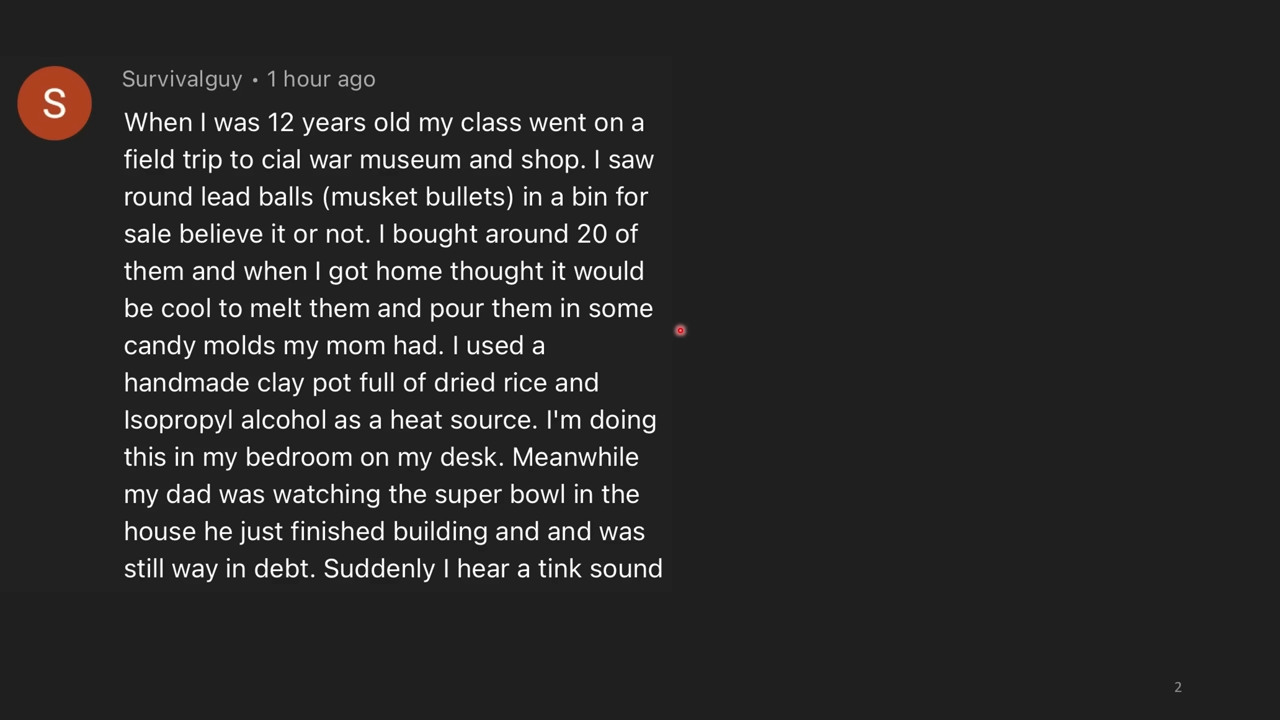 S
Survivalguy • 1 hour ago
When I was 12 years old my class went on a
field trip to cial war museum and shop. I saw
round lead balls (musket bullets) in a bin for
sale believe it or not. I bought around 20 of
them and when I got home thought it would
be cool to melt them and pour them in some
candy molds my mom had. I used a
handmade clay pot full of dried rice and
Isopropyl alcohol as a heat source. I'm doing
this in my bedroom on my desk. Meanwhile
my dad was watching the super bowl in the
house he just finished building and and was
still way in debt. Suddenly I hear a tink sound
2